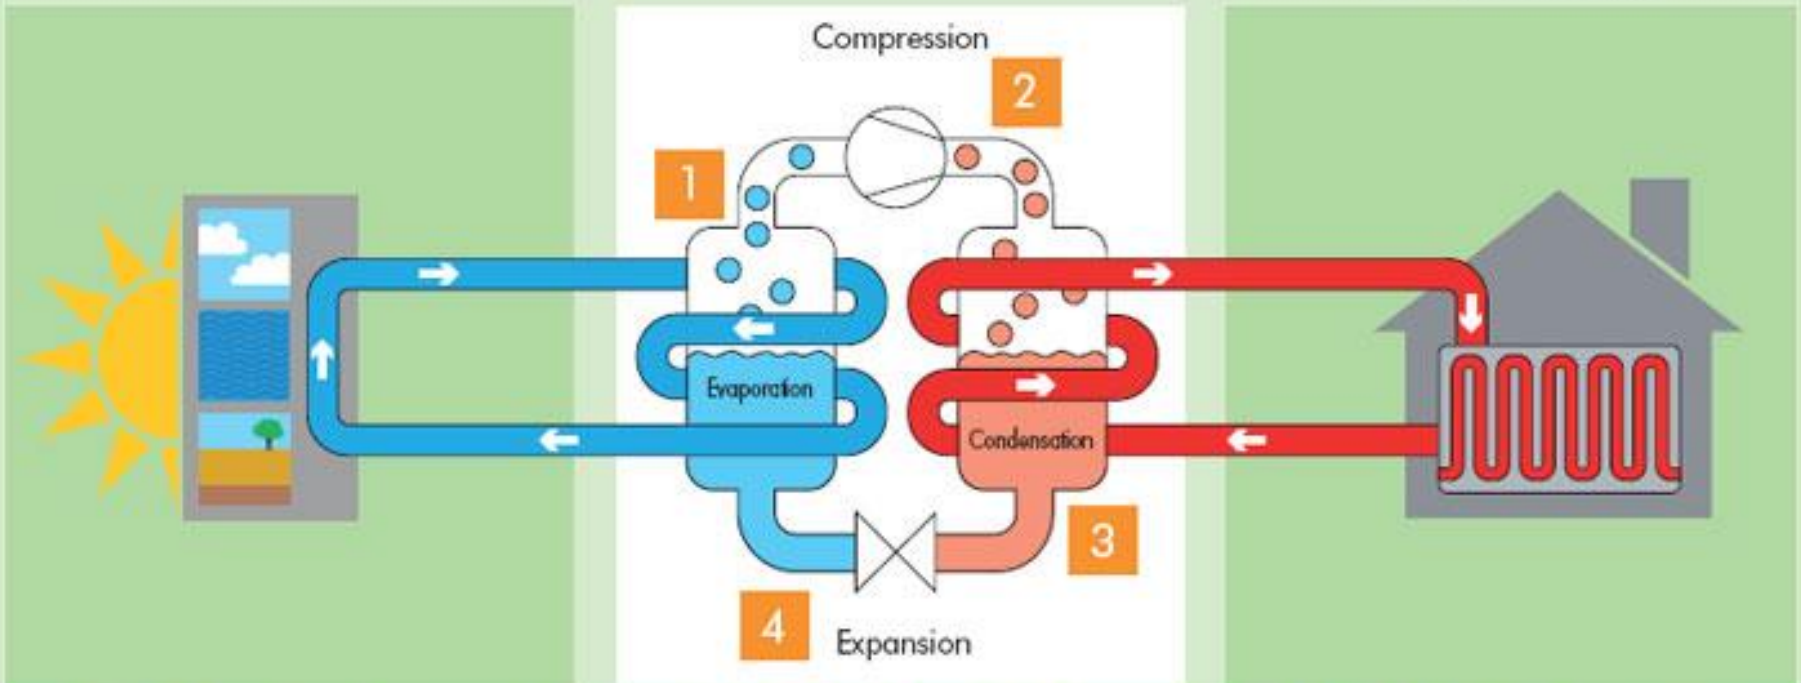 Compression
2
1
Evaporation
Condensation
3
4
Expansion